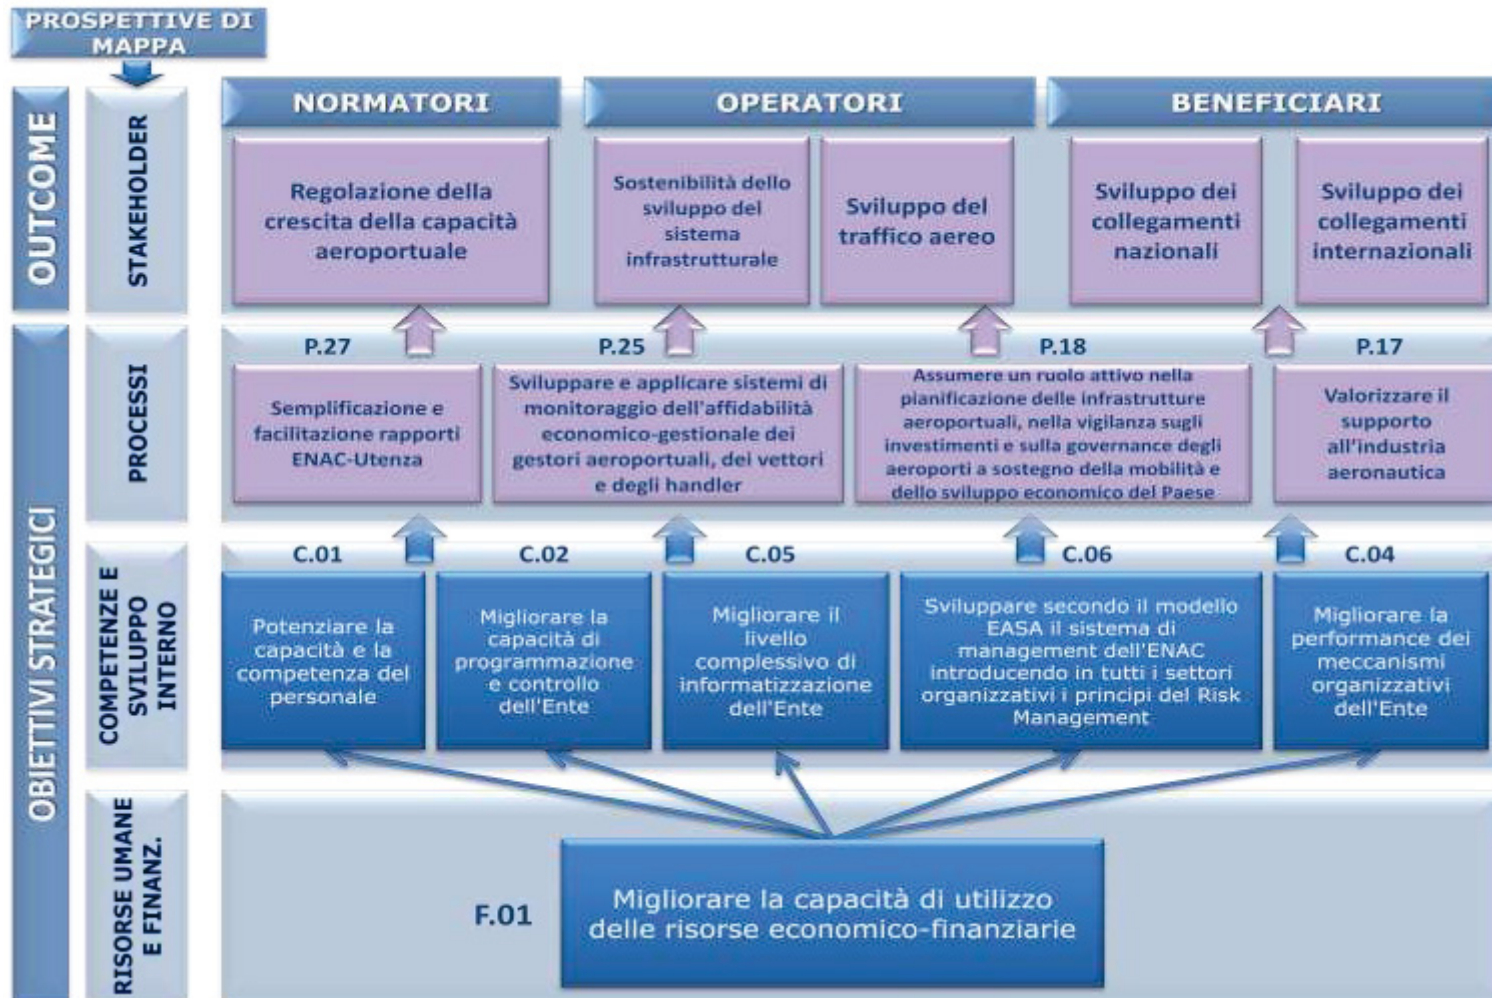 PROSPETTIVE DI
MAPPA
OUTCOME
STAKEHOLDER
NORMATORI
OPERATORI
BENEFICIARI
Regolazione della
crescita della capacità
aeroportuale
Sostenibilità dello
sviluppo del
sistema
infrastrutturale
Sviluppo del
traffico aereo
Sviluppo dei
collegamenti
nazionali
Sviluppo dei
collegamenti
internazionali
OBIETTIVI STRATEGICI
PROCESSI
P.27
Semplificazione e
facilitazione rapporti
ENAC-Utenza
P.25
Sviluppare e applicare sistemi di
monitoraggio dell'affidabilità
economico-gestionale dei
gestori aeroportuali, dei vettori
e degli handler
P.18
Assumere un ruolo attivo nella
pianificazione delle infrastrutture
aeroportuali, nella vigilanza sugli
investimenti e sulla governance degli
aeroporti a sostegno della mobilità e
dello sviluppo economico del Paese
P.17
Valorizzare il
supporto
all'industria
aeronautica
COMPETENZE E
SVILUPPO
INTERNO
C.01
Potenziare la
capacità e la
competenza del
personale
C.02
Migliorare la
capacità di
programmazione
e controllo
dell'Ente
C.05
Migliorare il
livello
complessivo di
informatizzazione
dell'Ente
C.06
Sviluppare secondo il modello
EASA il sistema di
management dell'ENAC
introducendo in tutti i settori
organizzativi i principi del Risk
Management
C.04
Migliorare la
performance dei
meccanismi
organizzativi
dell'Ente
RISORSE UMANE
E FINANZ.
F.01
Migliorare la capacità di utilizzo
delle risorse economico-finanziarie